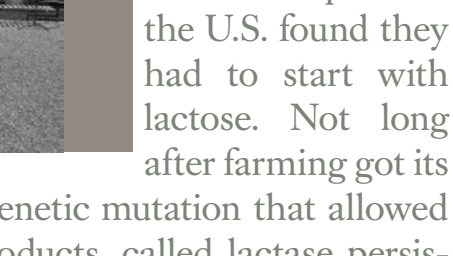 the U.S. found they
had to start with
lactose. Not long
after farming got its
enetic mutation that allowed
oducts, called lactase persis-